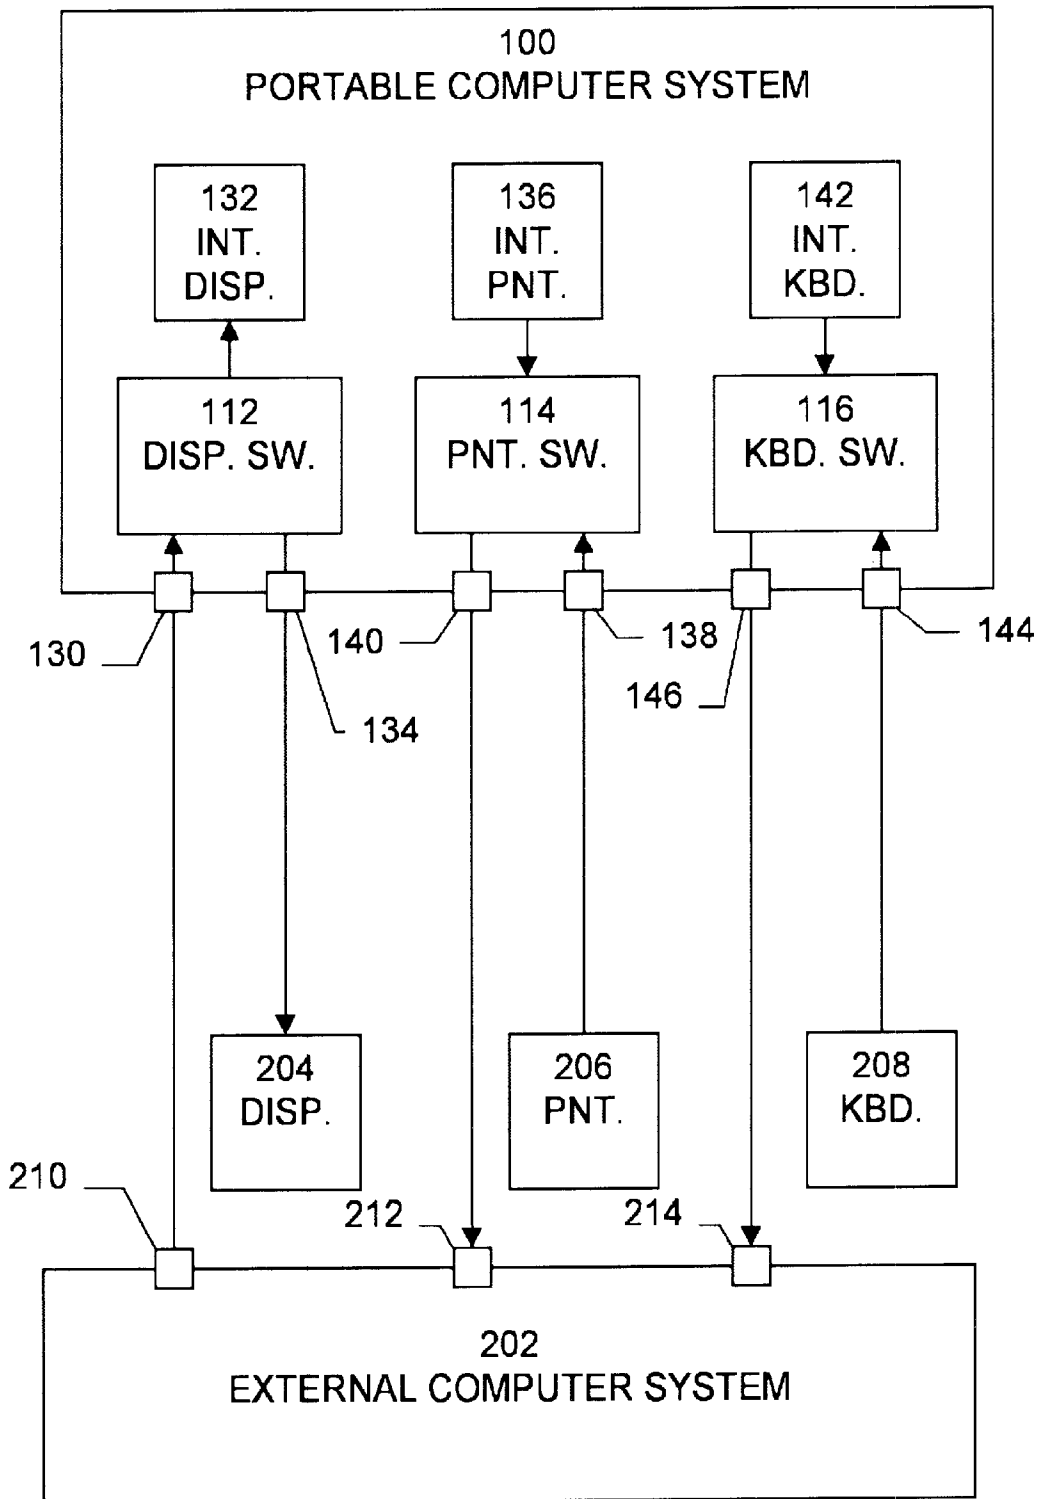 100
PORTABLE COMPUTER SYSTEM
132
INT.
DISP.
136
INT.
PNT.
142
INT.
KBD.
112
DISP. SW.
114
PNT. SW.
116
KBD. SW.
130
134
140
138
146
144
204
DISP.
206
PNT.
208
KBD.
210
212
214
202
EXTERNAL COMPUTER SYSTEM